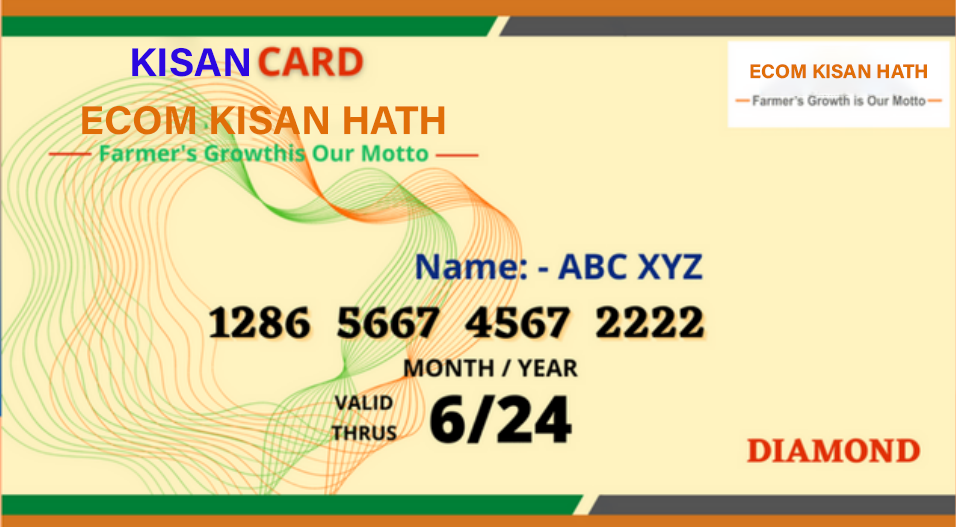 KISAN CARD
ECOM KISAN HATH
Farmer's Growthis Our Motto
ECOM KISAN HATH
Farmer's Growth is Our Motto
Name: - ABC XYZ
1286 5667 4567 2222
MONTH / YEAR
VALID
THRUS
6/24
DIAMOND